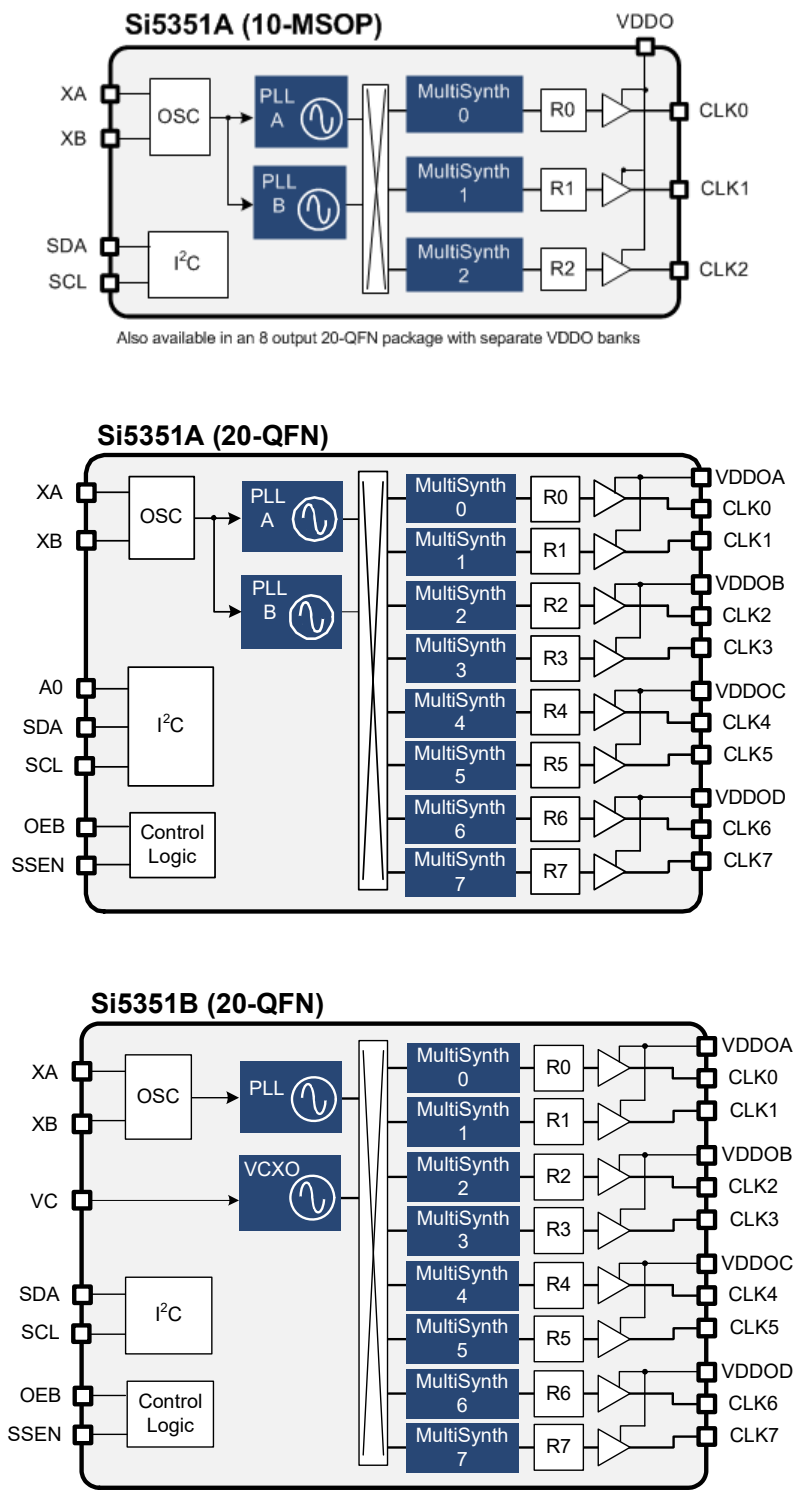 Si5351A (10-MSOP)
VDDO
XA
XB
OSC
PLL
A
PLL
B
MultiSynth
0
R0
CLK0
MultiSynth
1
R1
CLK1
SDA
SCL
I2C
MultiSynth
2
R2
CLK2
Also available in an 8 output 20-QFN package with separate VDDO banks
Si5351A (20-QFN)
XA
XB
OSC
PLL
A
PLL
B
A0
SDA
SCL
I2C
OEB
SSEN
Control
Logic
MultiSynth
0
R0
MultiSynth
1
R1
MultiSynth
2
R2
MultiSynth
3
R3
MultiSynth
4
R4
MultiSynth
5
R5
MultiSynth
6
R6
MultiSynth
7
R7
VDDOA
CLK0
CLK1
VDDOB
CLK2
CLK3
VDDOC
CLK4
CLK5
VDDOD
CLK6
CLK7
Si5351B (20-QFN)
XA
XB
OSC
PLL
VC
VCXO
SDA
SCL
I2C
OEB
SSEN
Control
Logic
MultiSynth
0
R0
MultiSynth
1
R1
MultiSynth
2
R2
MultiSynth
3
R3
MultiSynth
4
R4
MultiSynth
5
R5
MultiSynth
6
R6
MultiSynth
7
R7
VDDOA
CLK0
CLK1
VDDOB
CLK2
CLK3
VDDOC
CLK4
CLK5
VDDOD
CLK6
CLK7